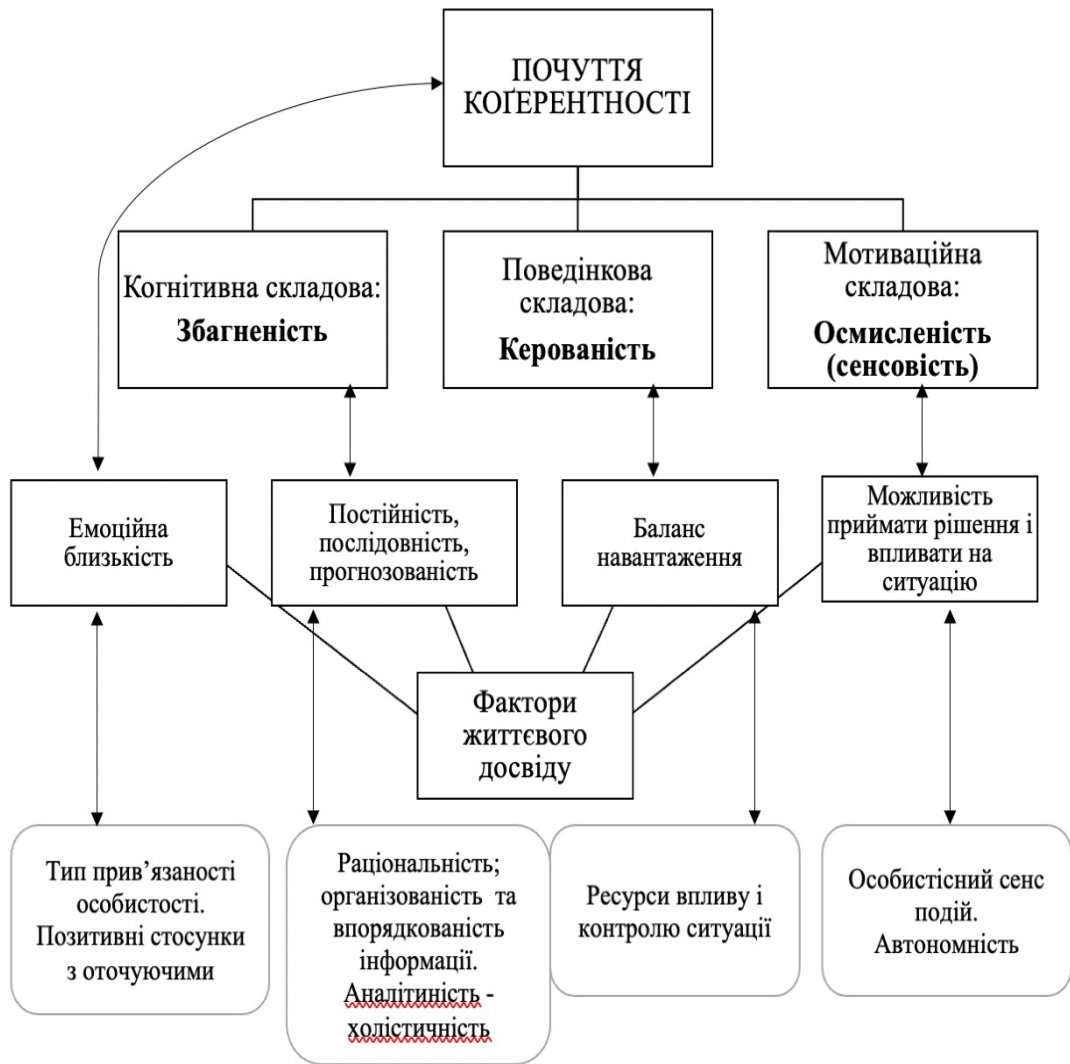 ПОЧУТТЯ
КОҐЕРЕНТНОСТІ
Когнітивна складова:
Збагненість
Поведінкова
складова:
Керованість
Мотиваційна
складова:
Осмисленість
(сенсовість)
Емоційна
близькість
Постійність,
послідовність,
прогнозованість
Баланс
навантаження
Можливість
приймати рішення і
впливати на
ситуацію
Фактори
життєвого
досвіду
Тип прив’язаності
особистості.
Позитивні стосунки
з оточуючими
Раціональність;
організованість та
впорядкованість
інформації.
Аналітиність -
холістичність
Ресурси впливу і
контролю ситуації
Особистісний сенс
подій.
Автономність